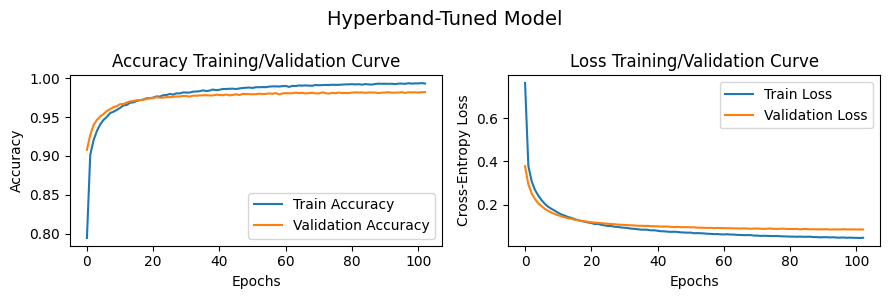 Hyperband-Tuned Model
Accuracy Training/Validation Curve
1.00
0.95
0.90
0.85
0.80
Accuracy
Train Accuracy
Validation Accuracy
0 20 40 60 80 100
Epochs
Loss Training/Validation Curve
0.6
0.4
0.2
Cross-Entropy Loss
Train Loss
Validation Loss
0 20 40 60 80 100
Epochs